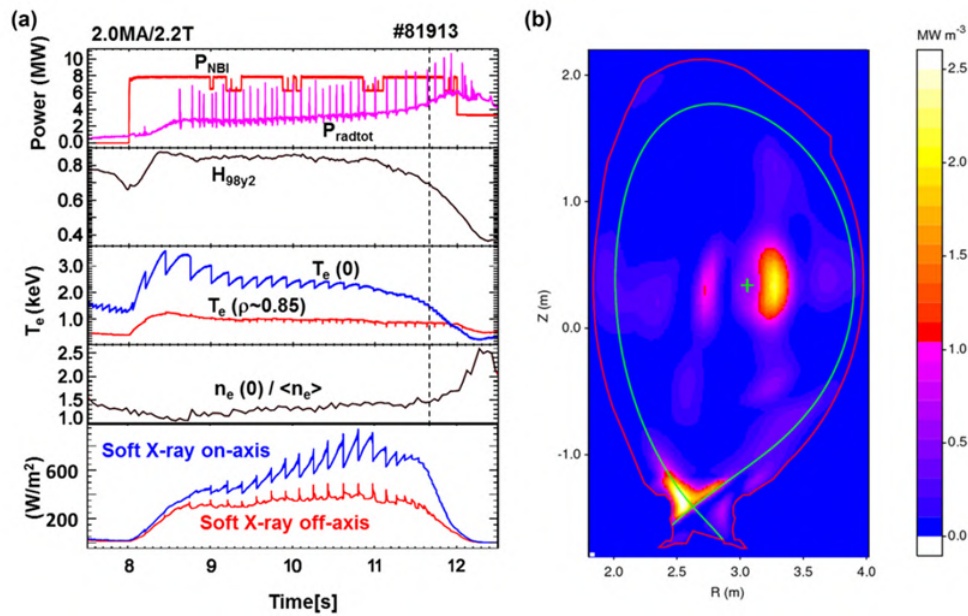 (a)
2.0MA/2.2T
#81913
Power (MW)
10
8
6
4
2
0.0
P_NBI
P_radtot
0.8
0.6
0.4
H_98y2
T_e (keV)
3.0
2.0
1.0
T_e (0)
T_e (ρ~0.85)
2.5
2.0
1.5
1.0
n_e (0) / <n_e>
(W/m²)
600
200
Soft X-ray on-axis
Soft X-ray off-axis
8 9 10 11 12
Time[s]
(b)
MW m⁻³
Z (m)
2.0
1.0
0.0
-1.0
2.0 2.5 3.0 3.5 4.0
R (m)
2.5
2.0
1.5
1.0
0.5
0.0